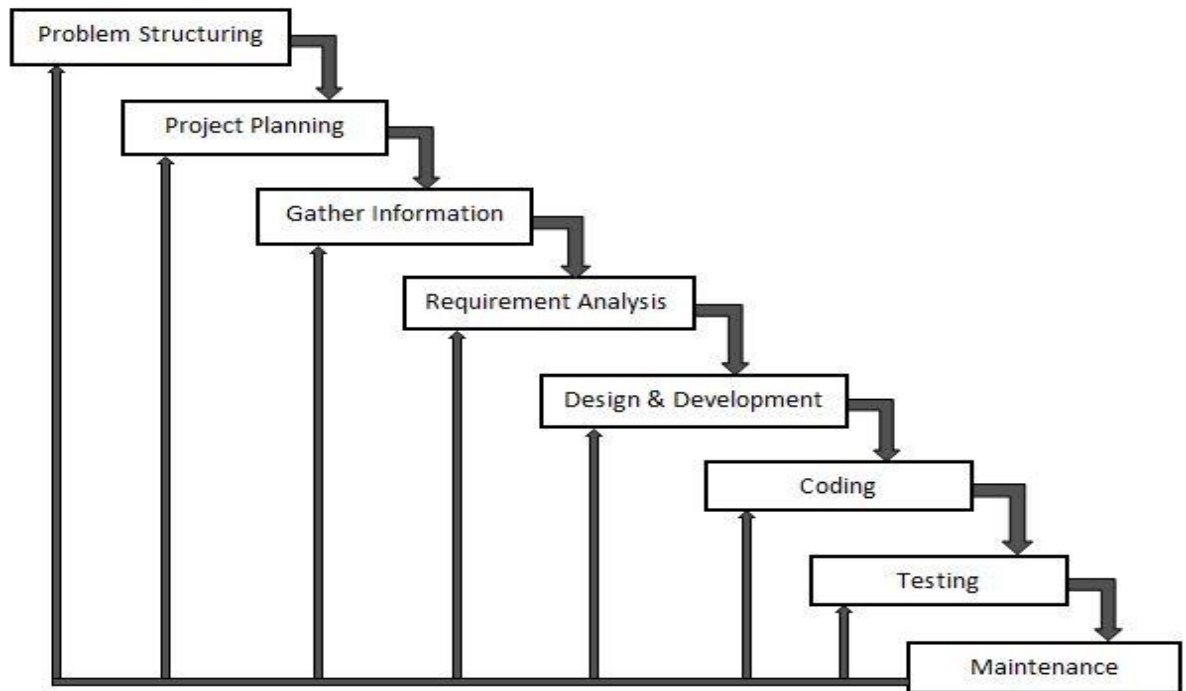 Problem Structuring
Project Planning
Gather Information
Requirement Analysis
Design & Development
Coding
Testing
Maintenance